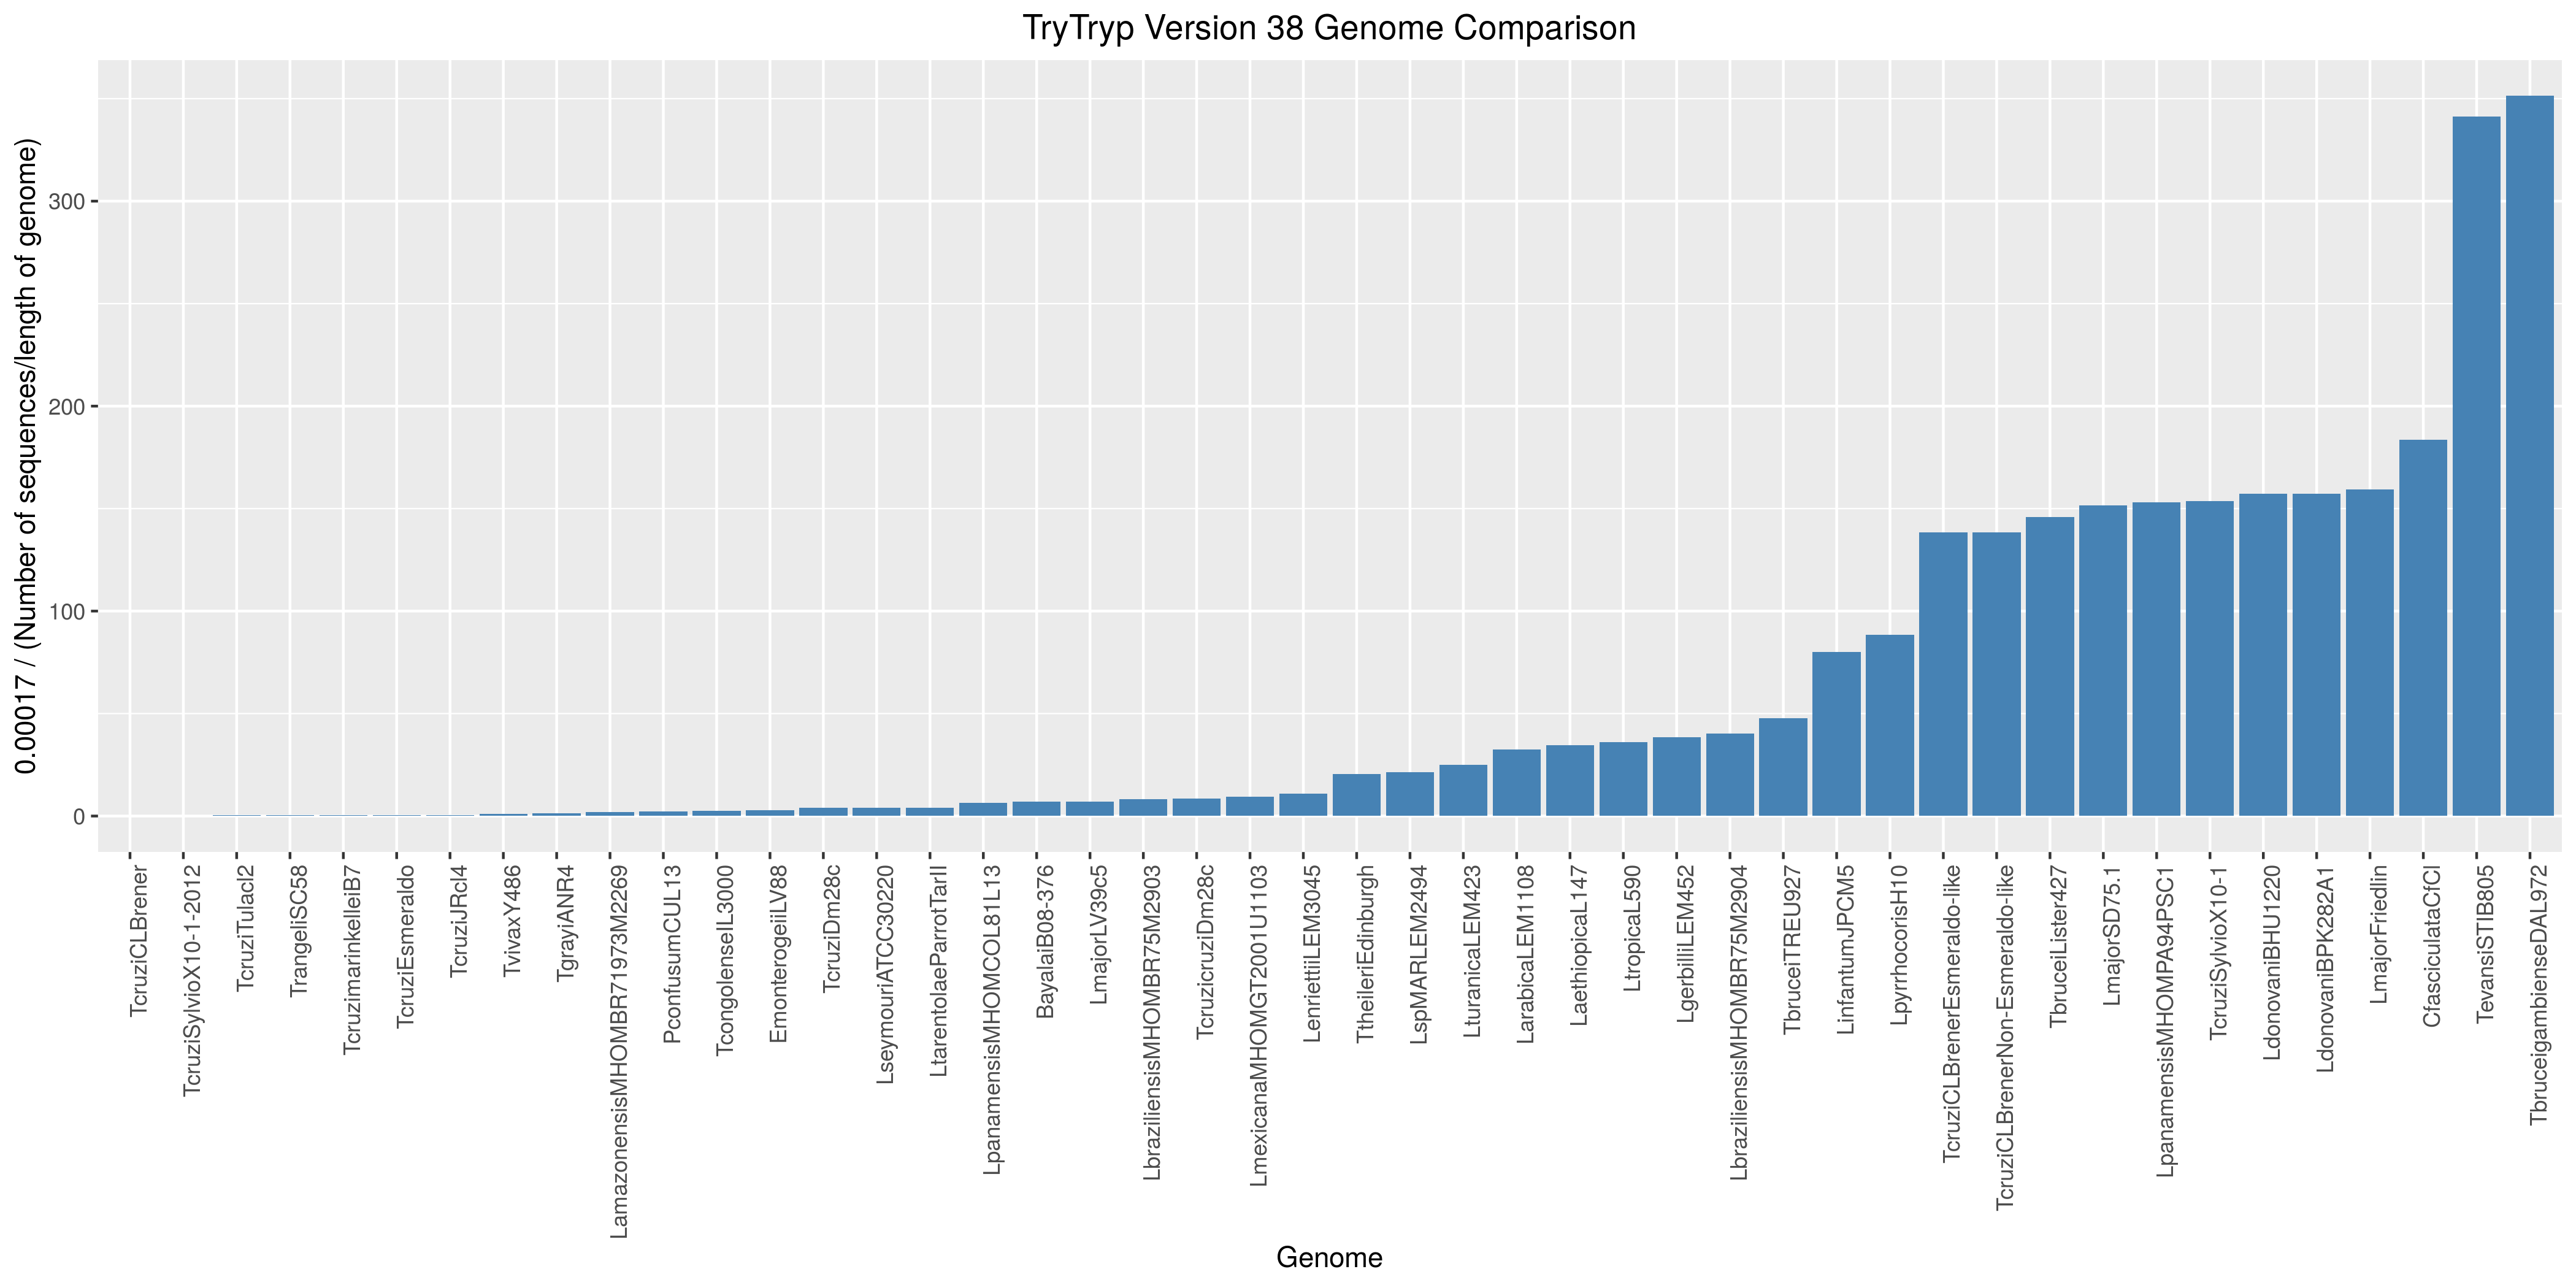 TryTryp Version 38 Genome Comparison
0.00017 / (Number of sequences/length of genome)
300
200
100
0
TcruziCLBrener
TcruziSylvioX10-1-2012
TcruziTulacl2
TrangeliSC58
TcruzimarinkelleiB7
TcruziEsmeraldo
TcruziJRcl4
TvivaxY486
TgrayiANR4
LamazonensisMHOMBR71973M2269
PconfusumCUL13
TcongolenseIL3000
EmonterogeiiLV88
TcruziDm28c
LseymouriATCC30220
LtarentolaeParrotTarII
LpanamensisMHOMCOL81L13
BayalaiB08-376
LmajorLV39c5
LbraziliensisMHOMBR75M2903
TcruzicruziDm28c
LmexicanaMHOMGT2001U1103
LenriettiiLEM3045
TtheileriEdinburgh
LspMARLEM2494
LturanicaLEM423
LarabicaLEM1108
LaethiopicaL147
LtropicaL590
LgerbilliLEM452
LbraziliensisMHOMBR75M2904
TbruceiTREU927
LinfantumJPCM5
LpyrrhocorisH10
TcruziCLBrenerEsmeraldo-like
TcruziCLBrenerNon-Esmeraldo-like
TbruceiLister427
LmajorSD75.1
LpanamensisMHOMPA94PSC1
TcruziSylvioX10-1
LdonovaniBHU1220
LdonovaniBPK282A1
LmajorFriedlin
CfasciculataCfCl
TevansiSTIB805
TbruceigambienseDAL972
Genome